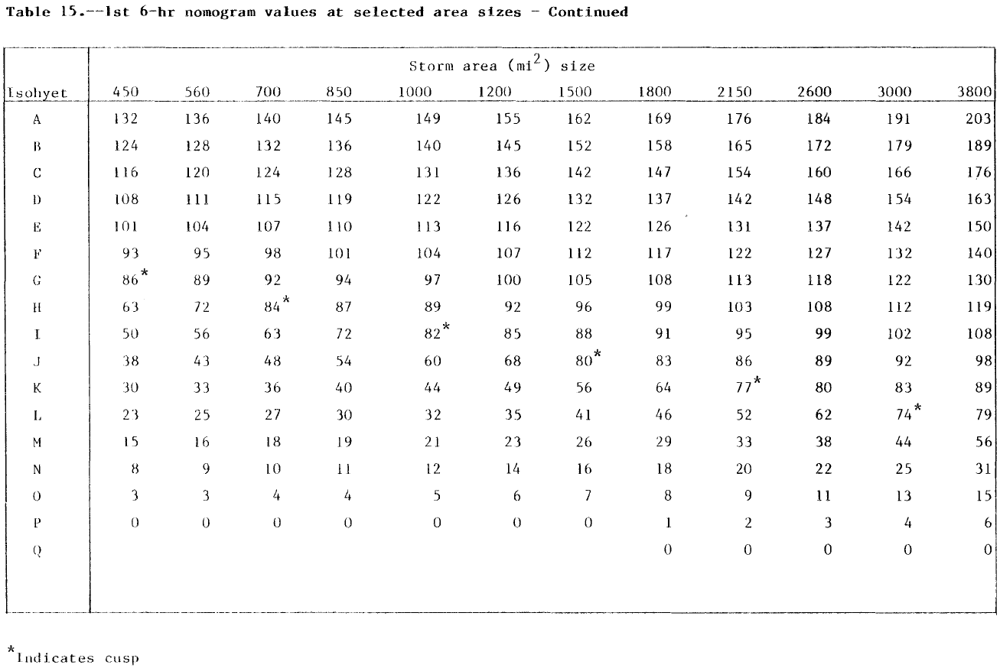 Table 15.--1st 6-hr nomogram values at selected area sizes - Continued
Storm area (mi2) size
Isohyet 450 560 700 850 1000 1200 1500 1800 2150 2600 3000 3800
A 132 136 140 145 149 155 162 169 176 184 191 203
B 124 128 132 136 140 145 152 158 165 172 179 189
C 116 120 124 128 131 136 142 147 154 160 166 176
D 108 111 115 119 122 126 132 137 142 148 154 163
E 101 104 107 110 113 116 122 126 131 137 142 150
F 93 95 98 101 104 107 112 117 122 127 132 140
G 86* 89 92 94 97 100 105 108 113 118 122 130
H 63 72 84* 87 89 92 96 99 103 108 112 119
I 50 56 63 72 82* 85 88 91 95 99 102 108
J 38 43 48 54 60 68 80* 83 86 89 92 98
K 30 33 36 40 44 49 56 64 77* 80 83 89
L 23 25 27 30 32 35 41 46 52 62 74* 79
M 15 16 18 19 21 23 26 29 33 38 44 56
N 8 9 10 11 12 14 16 18 20 22 25 31
O 3 3 4 4 5 6 7 8 9 11 13 15
P 0 0 0 0 0 0 0 1 2 3 4 6
Q 0 0 0 0 0
*Indicates cusp